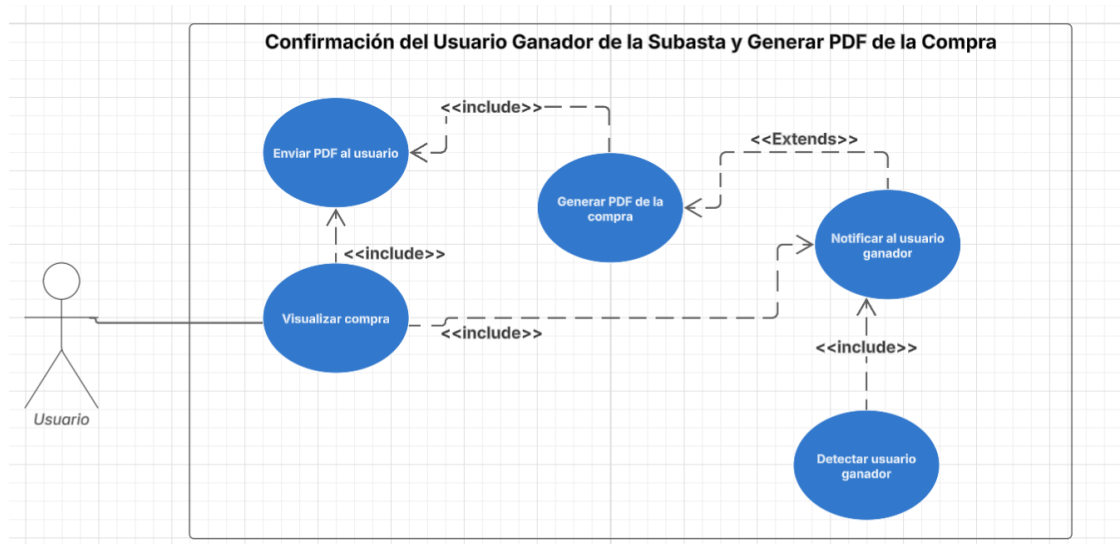 Confirmación del Usuario Ganador de la Subasta y Generar PDF de la Compra
<<include>>
<<Extends>>
Enviar PDF al usuario
Generar PDF de la
compra
Notificar al usuario
ganador
<<include>>
Visualizar compra
<<include>>
<<include>>
Usuario
Detectar usuario
ganador